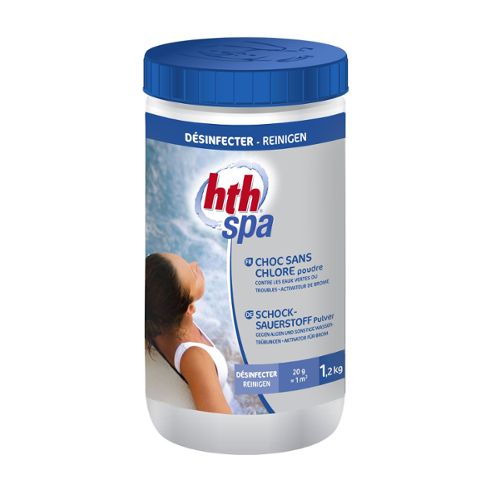 DÉSINFECTER - REINIGEN
hth
spa
FR CHOC SANS
CHLORE poudre
CONTRE LES EAUX VERTES OU
TROUBLES - ACTIVATEUR DE BROME
DE SCHOCK-
SAUERSTOFF Pulver
GEGEN ALGEN UND SONSTIGE WASSER-
TRÜBUNGEN - AKTIVATOR FÜR BROM
DÉSINFECTER
REINIGEN
20 g
= 1 m³
1,2 kg